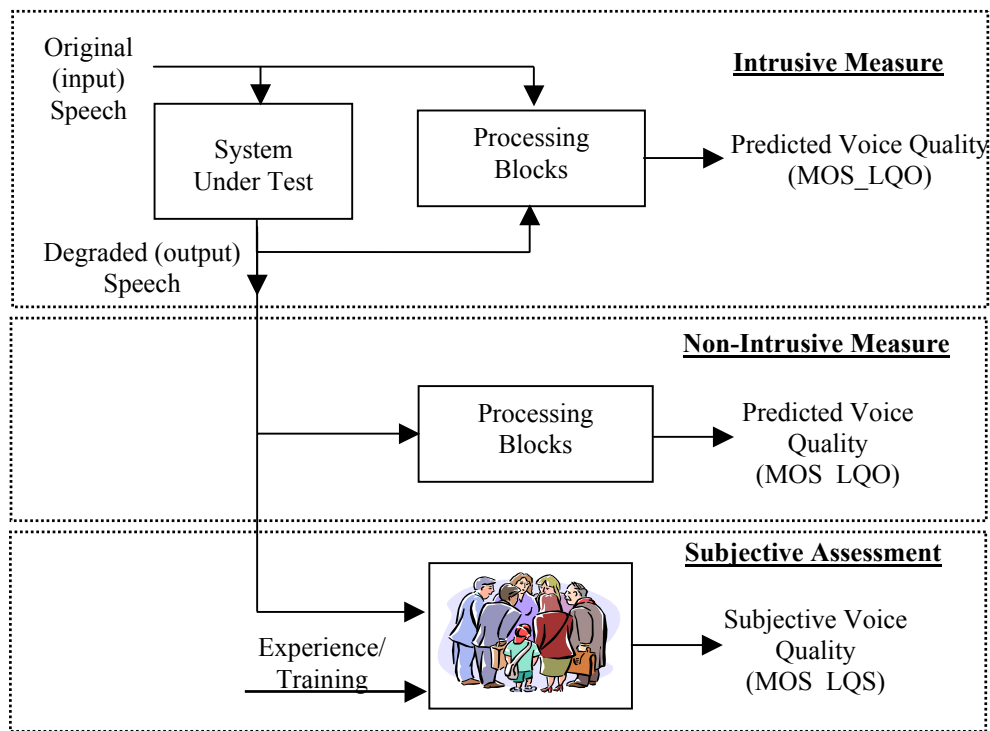 Original
(input)
Speech
Intrusive Measure
System
Under Test
Processing
Blocks
Predicted Voice Quality
(MOS_LQO)
Degraded (output)
Speech
Non-Intrusive Measure
Processing
Blocks
Predicted Voice
Quality
(MOS LQO)
Subjective Assessment
Experience/
Training
Subjective Voice
Quality
(MOS LQS)